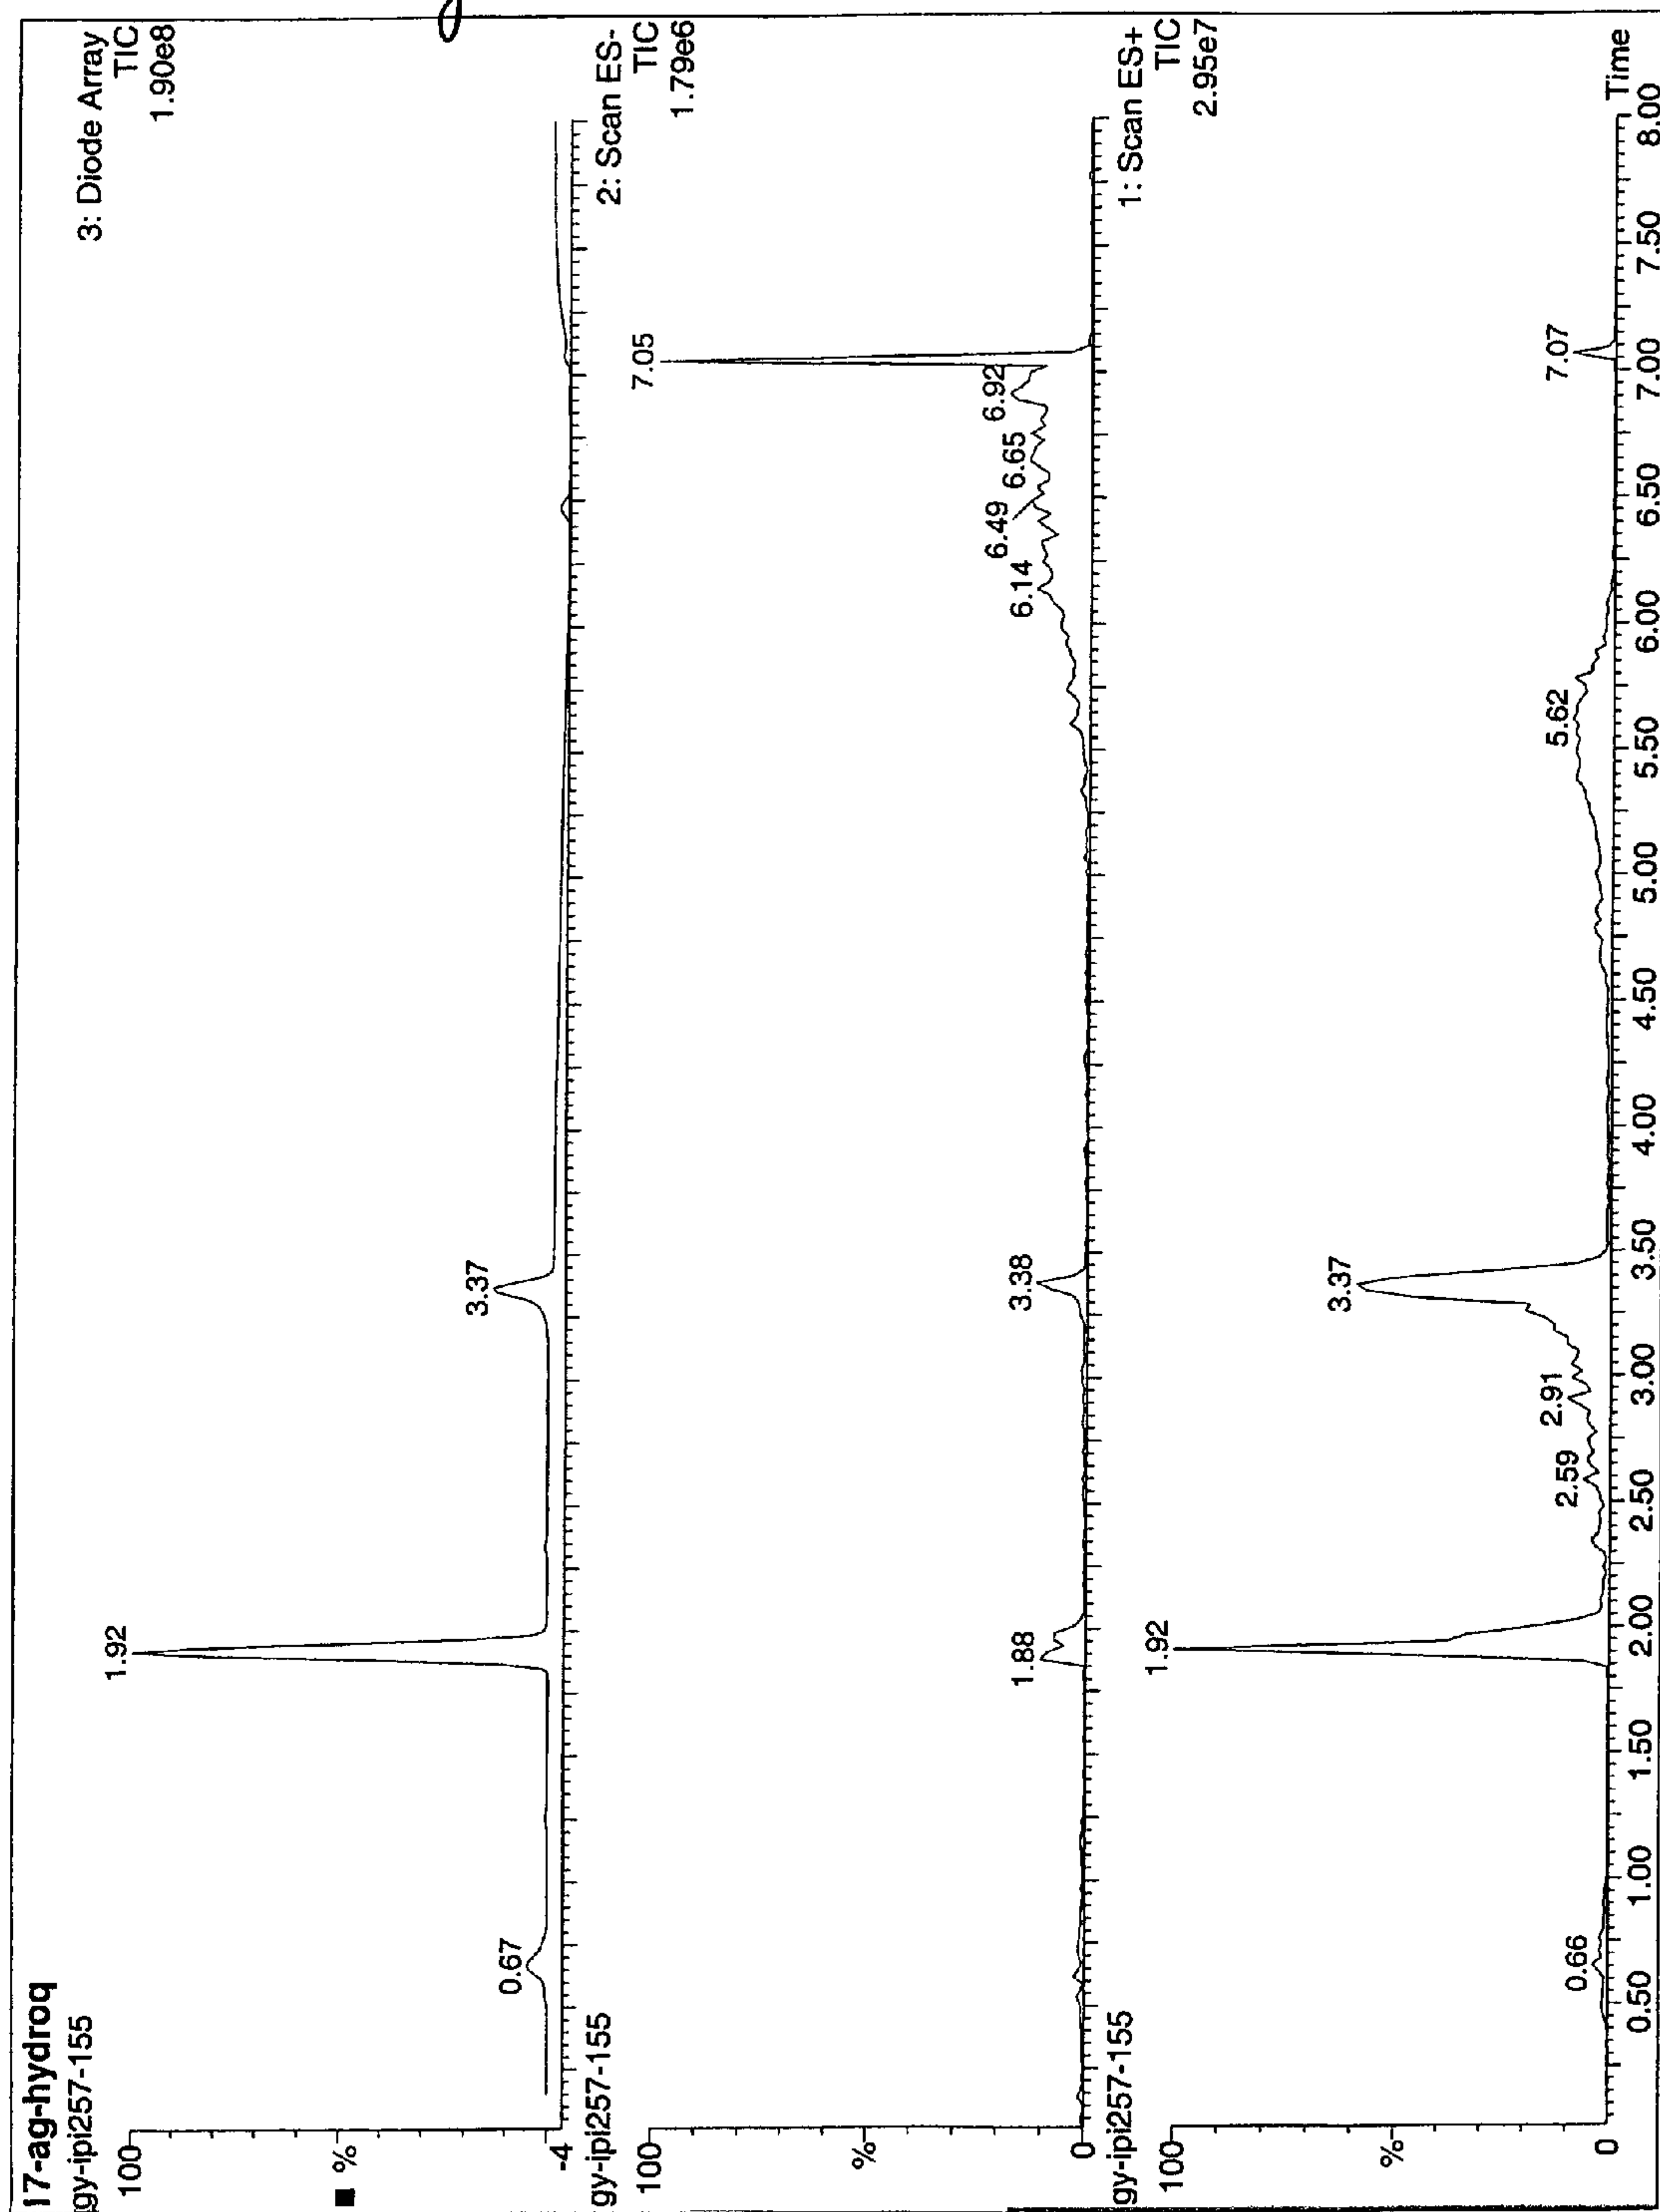 17-ag-hydroq
gy-ipi257-155
3: Diode Array
TIC
1.90e8
100
%
-4
0.67
1.92
3.37
gy-ipi257-155
2: Scan ES-
TIC
1.79e6
100
%
0
1.88
3.38
6.14
6.49
6.65
6.92
7.05
gy-ipi257-155
1: Scan ES+
TIC
2.95e7
100
%
0
0.66
1.92
2.59
2.91
3.37
5.62
7.07
Time
0.50 1.00 1.50 2.00 2.50 3.00 3.50 4.00 4.50 5.00 5.50 6.00 6.50 7.00 7.50 8.00